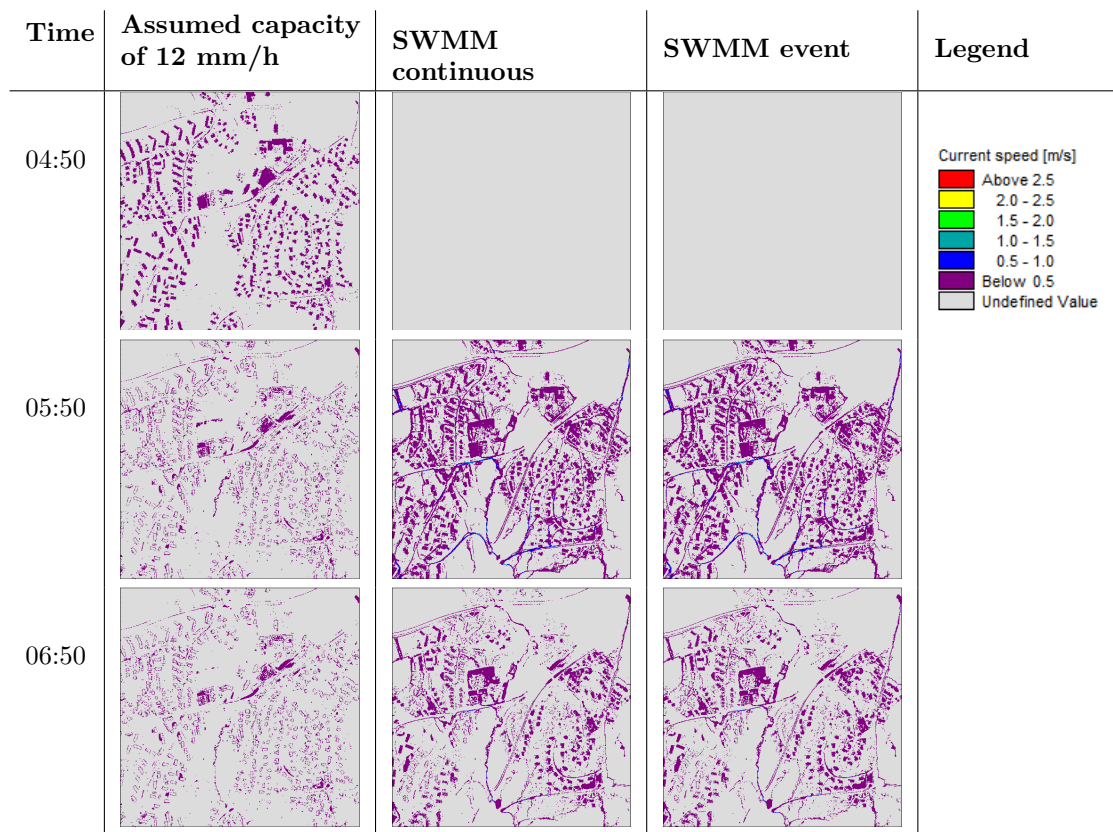 Time
Assumed capacity
of 12 mm/h
SWMM
continuous
SWMM event
Legend
04:50
Current speed [m/s]
Above 2.5
2.0 - 2.5
1.5 - 2.0
1.0 - 1.5
0.5 - 1.0
Below 0.5
Undefined Value
05:50
06:50